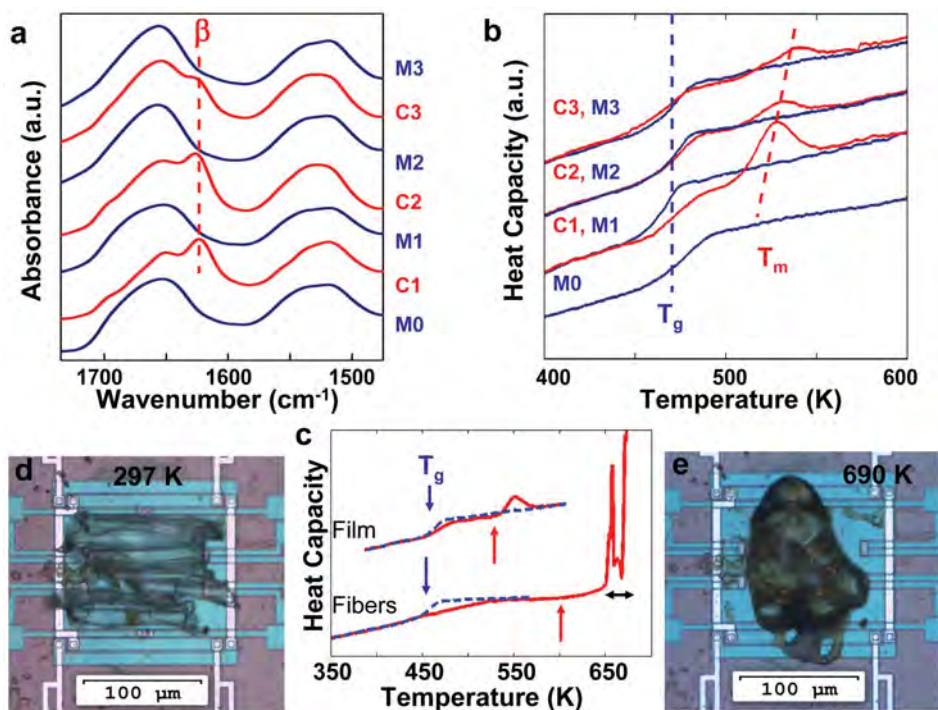 a
β
M3
C3
M2
C2
M1
C1
M0
Absorbance (a.u.)
1700 1600 1500
Wavenumber (cm-1)
b
C3, M3
C2, M2
C1, M1
M0
Tg
Tm
Heat Capacity (a.u.)
400 500 600
Temperature (K)
c
Tg
Film
Fibers
Heat Capacity
350 450 550 650
Temperature (K)
d
297 K
100 µm
e
690 K
100 µm